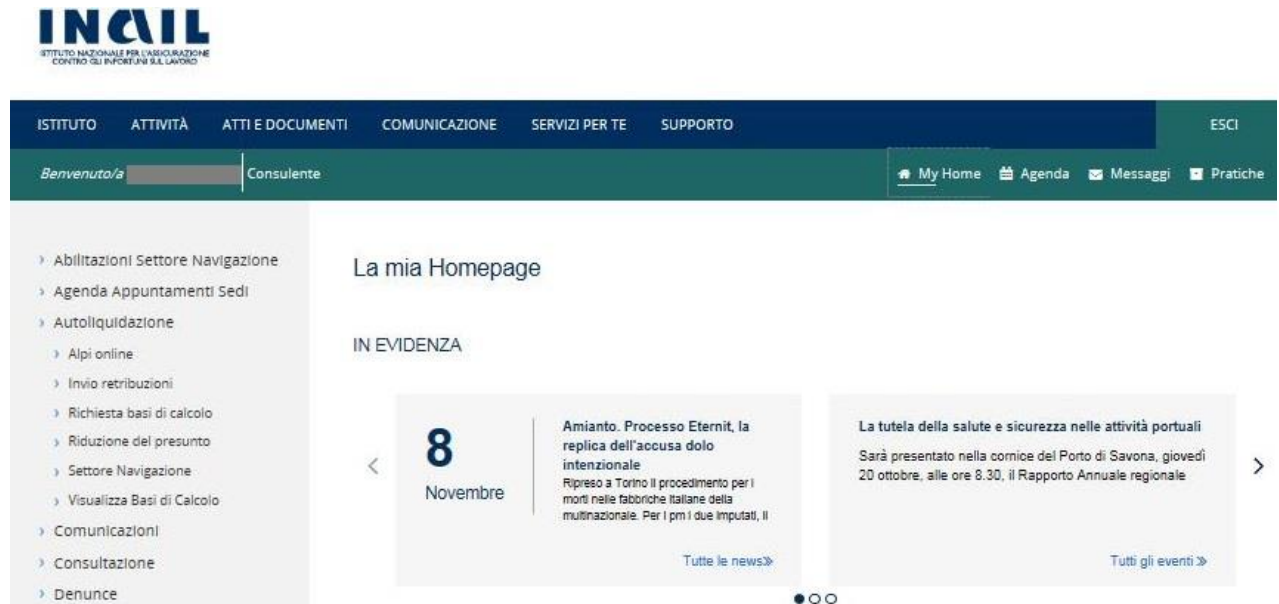 INAIL
ISTITUTO NAZIONALE PER L'ASSICURAZIONE
CONTRO GLI INFORTUNI SUL LAVORO
ISTITUTO ATTIVITÀ ATTI E DOCUMENTI COMUNICAZIONE SERVIZI PER TE SUPPORTO ESCI
Benvenuto/a Consulente My Home Agenda Messaggi Pratiche
Abilitazioni Settore Navigazione
Agenda Appuntamenti Sedi
Autoliquidazione
Alpi online
Invio retribuzioni
Richiesta basi di calcolo
Riduzione del presunto
Settore Navigazione
Visualizza Basi di Calcolo
Comunicazioni
Consultazione
Denunce
La mia Homepage
IN EVIDENZA
8
Novembre
Amianto. Processo Eternit, la
replica dell'accusa dolo
intenzionale
Ripreso a Torino il procedimento per i
morti nelle fabbriche italiane della
multinazionale. Per i pm i due imputati, il
Tutte le news»
La tutela della salute e sicurezza nelle attività portuali
Sarà presentato nella cornice del Porto di Savona, giovedì
20 ottobre, alle ore 8.30, il Rapporto Annuale regionale
Tutti gli eventi »